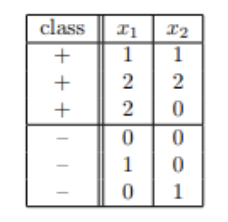 class x₁ x₂
+ 1 1
+ 2 2
+ 2 0
– 0 0
– 1 0
– 0 1